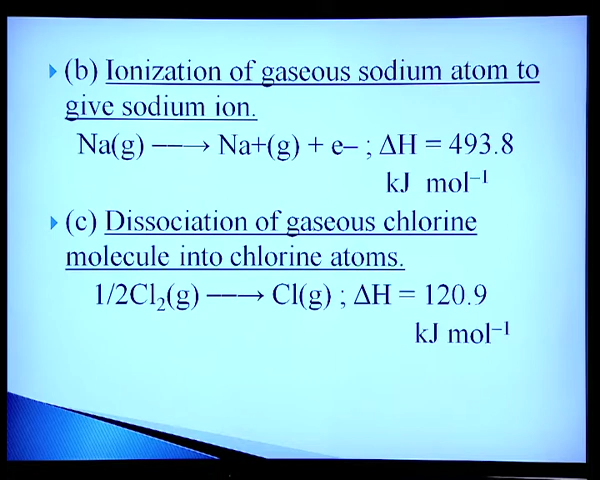 (b) Ionization of gaseous sodium atom to
give sodium ion.
Na(g) ⟶ Na+(g) + e– ; ΔH = 493.8
kJ mol⁻¹
(c) Dissociation of gaseous chlorine
molecule into chlorine atoms.
1/2Cl₂(g) ⟶ Cl(g) ; ΔH = 120.9
kJ mol⁻¹